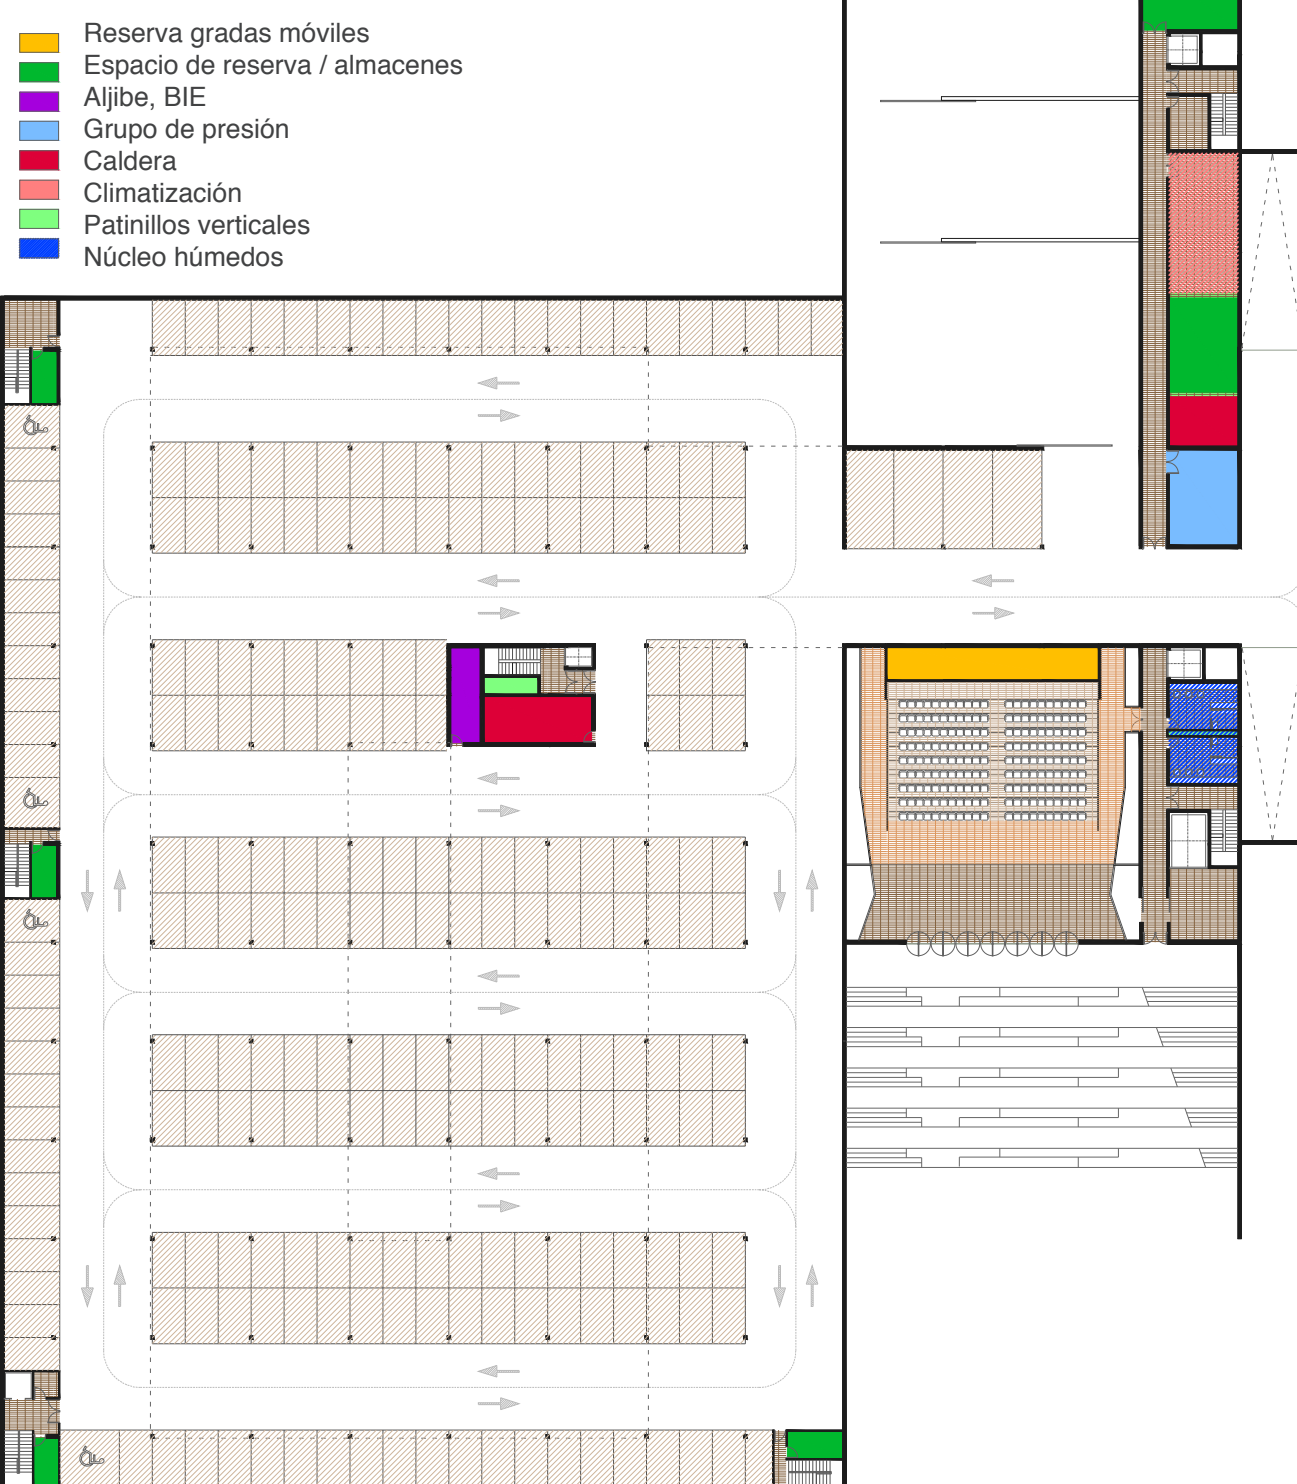 Reserva gradas móviles
Espacio de reserva / almacenes
Aljibe, BIE
Grupo de presión
Caldera
Climatización
Patinillos verticales
Núcleo húmedos